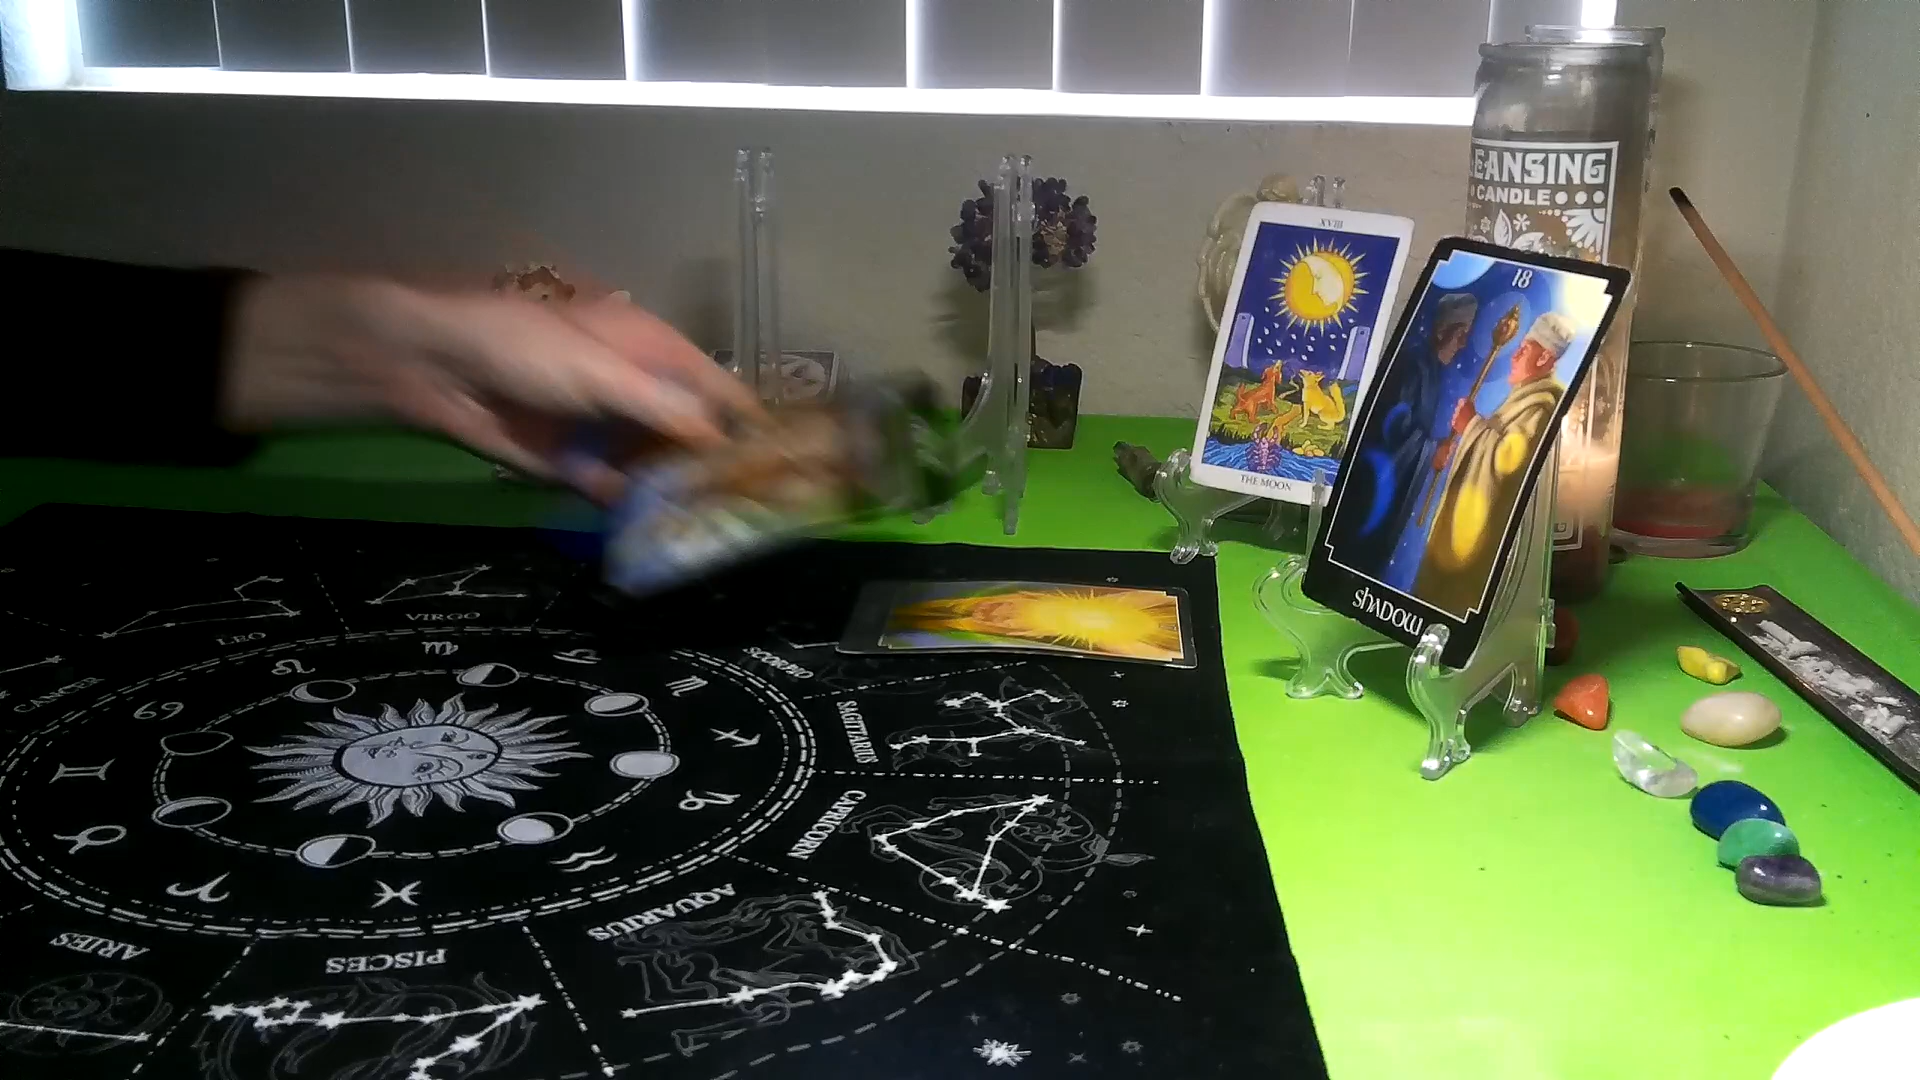 EANSING
CANDLE
XVIII
THE MOON
18
SHADOW
LEO
VIRGO
CANCER
SCORPIO
SAGITTARIUS
CAPRICORN
AQUARIUS
PISCES
ARIES